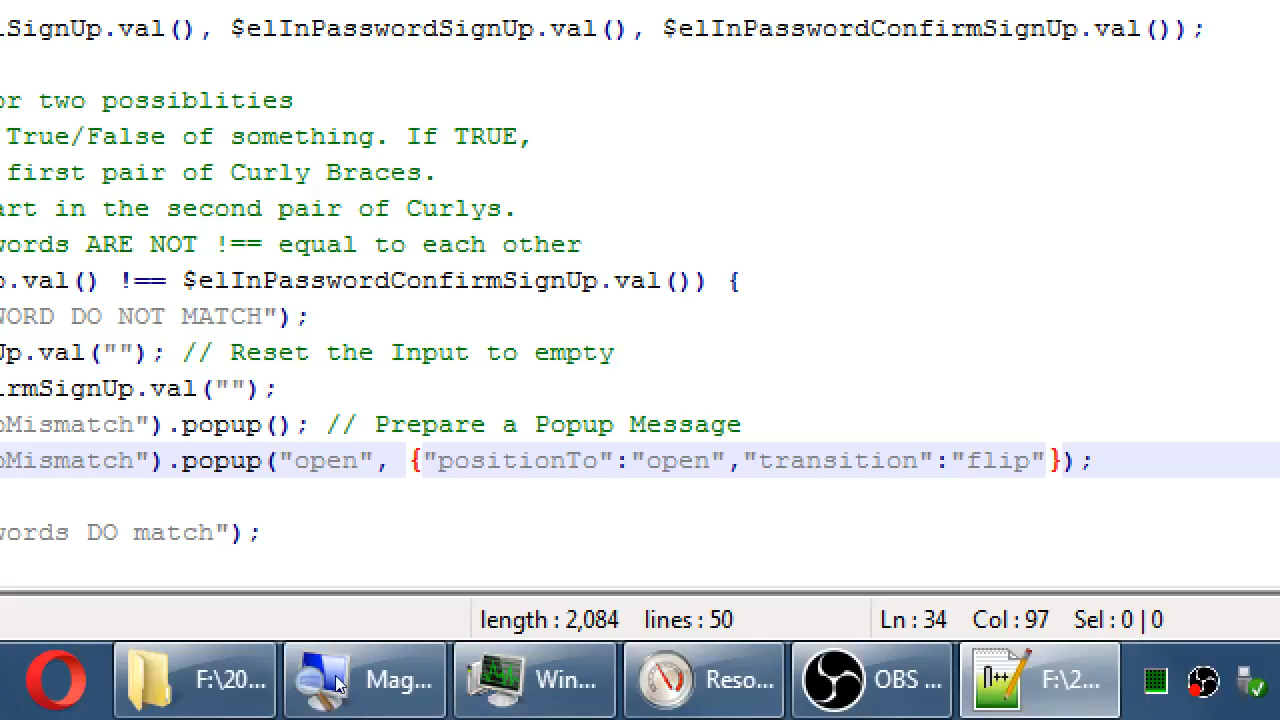 lSignUp.val(), $elInPasswordSignUp.val(), $elInPasswordConfirmSignUp.val());
or two possiblities
True/False of something. If TRUE,
first pair of Curly Braces.
art in the second pair of Curlys.
words ARE NOT !== equal to each other
p.val() !== $elInPasswordConfirmSignUp.val()) {
WORD DO NOT MATCH");
Up.val(""); // Reset the Input to empty
irmSignUp.val("");
pMismatch").popup(); // Prepare a Popup Message
pMismatch").popup("open", {"positionTo":"open","transition":"flip"});
words DO match");
length : 2,084 lines : 50 Ln : 34 Col : 97 Sel : 0 | 0
F:\20... Mag... Win... Reso... OBS ... n++ F:\2...